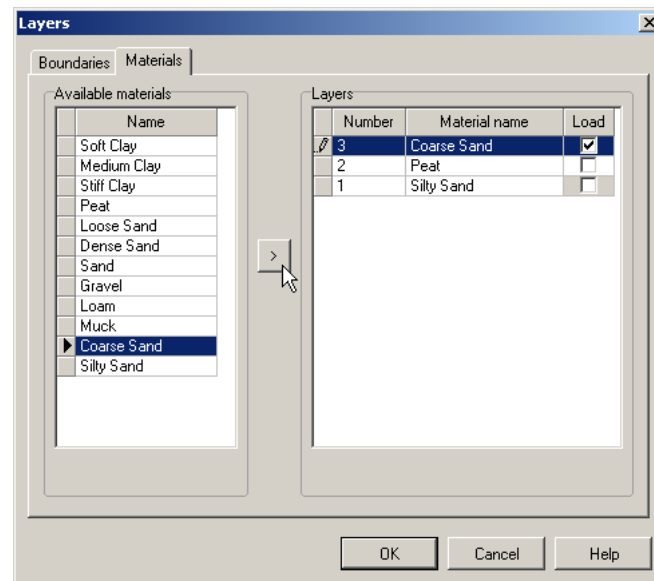 Layers
Boundaries Materials
Available materials
Name
Soft Clay
Medium Clay
Stiff Clay
Peat
Loose Sand
Dense Sand
Sand
Gravel
Loam
Muck
Coarse Sand
Silty Sand
>
Layers
Number Material name Load
3 Coarse Sand
2 Peat
1 Silty Sand
OK Cancel Help